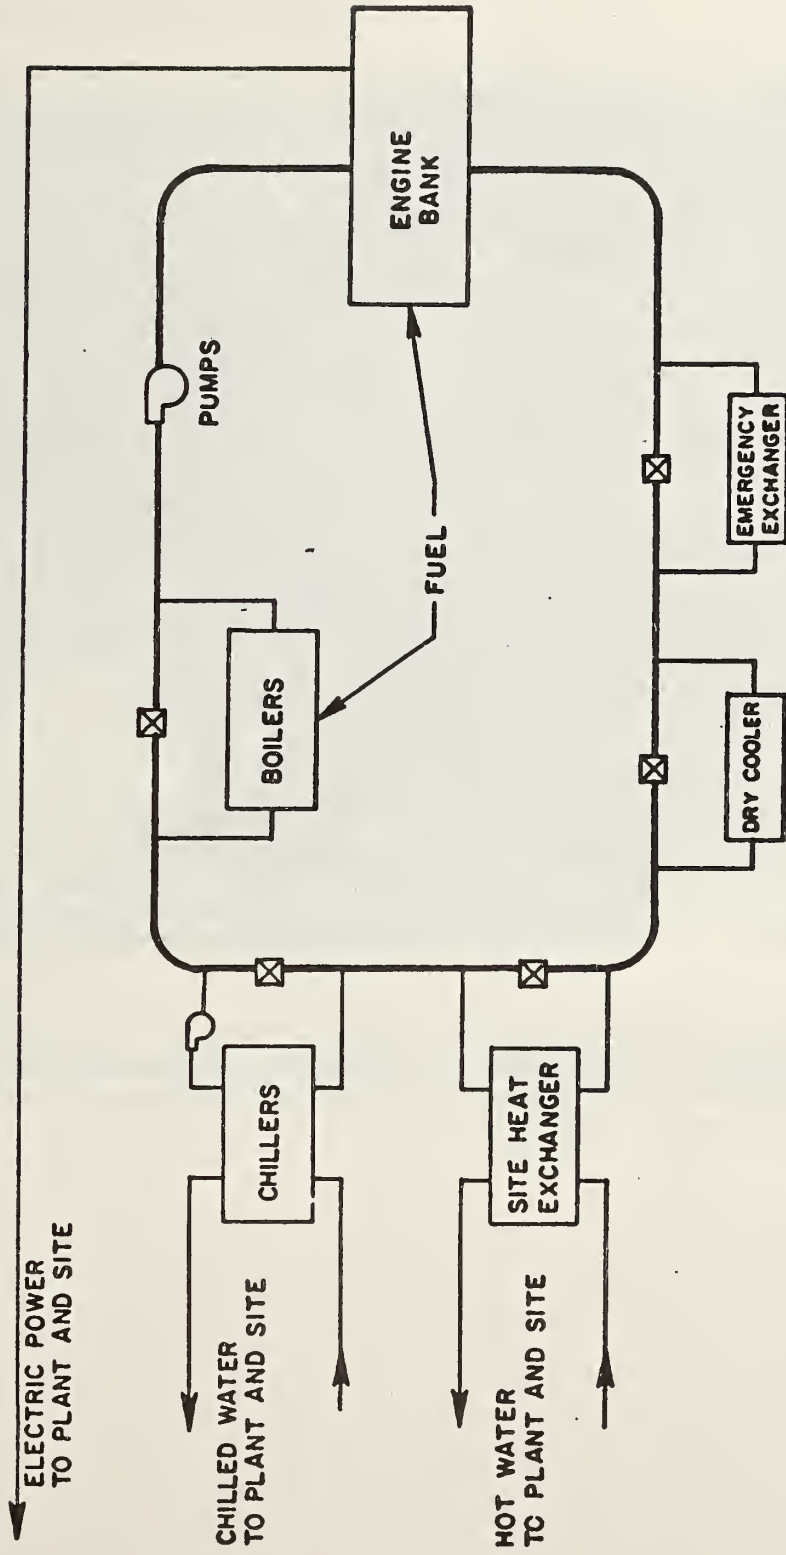 ELECTRIC POWER
TO PLANT AND SITE
CHILLED WATER
TO PLANT AND SITE
HOT WATER
TO PLANT AND SITE
CHILLERS
SITE HEAT
EXCHANGER
BOILERS
PUMPS
FUEL
ENGINE
BANK
DRY COOLER
EMERGENCY
EXCHANGER